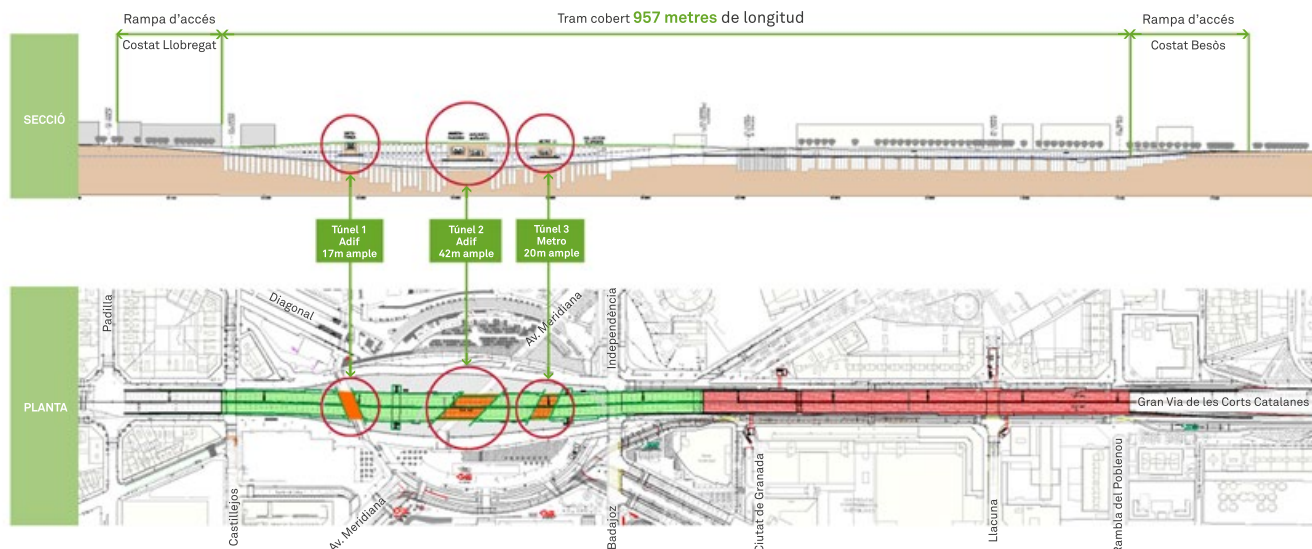 Rampa d'accés
Costat Llobregat
Tram cobert 957 metres de longitud
Rampa d'accés
Costat Besòs
SECCIÓ
Túnel 1
Adif
17m ample
Túnel 2
Adif
42m ample
Túnel 3
Metro
20m ample
PLANTA
Padilla
Diagonal
Av. Meridiana
Independència
Gran Via de les Corts Catalanes
Castillejos
Av. Meridiana
Badajoz
Ciutat de Granada
Llacuna
Rambla del Poblenou